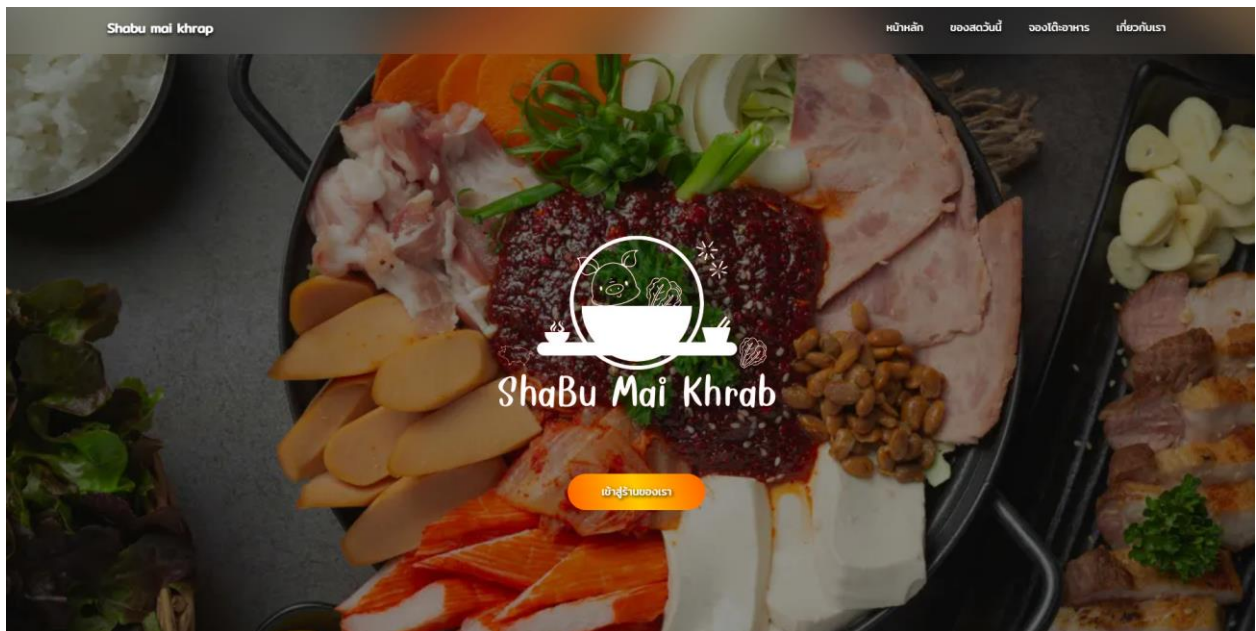 Shabu mai khrap
หน้าหลัก ของสดวันนี้ จองโต๊ะอาหาร เกี่ยวกับเรา
ShaBu Mai Khrab
เข้าสู่ร้านของเรา